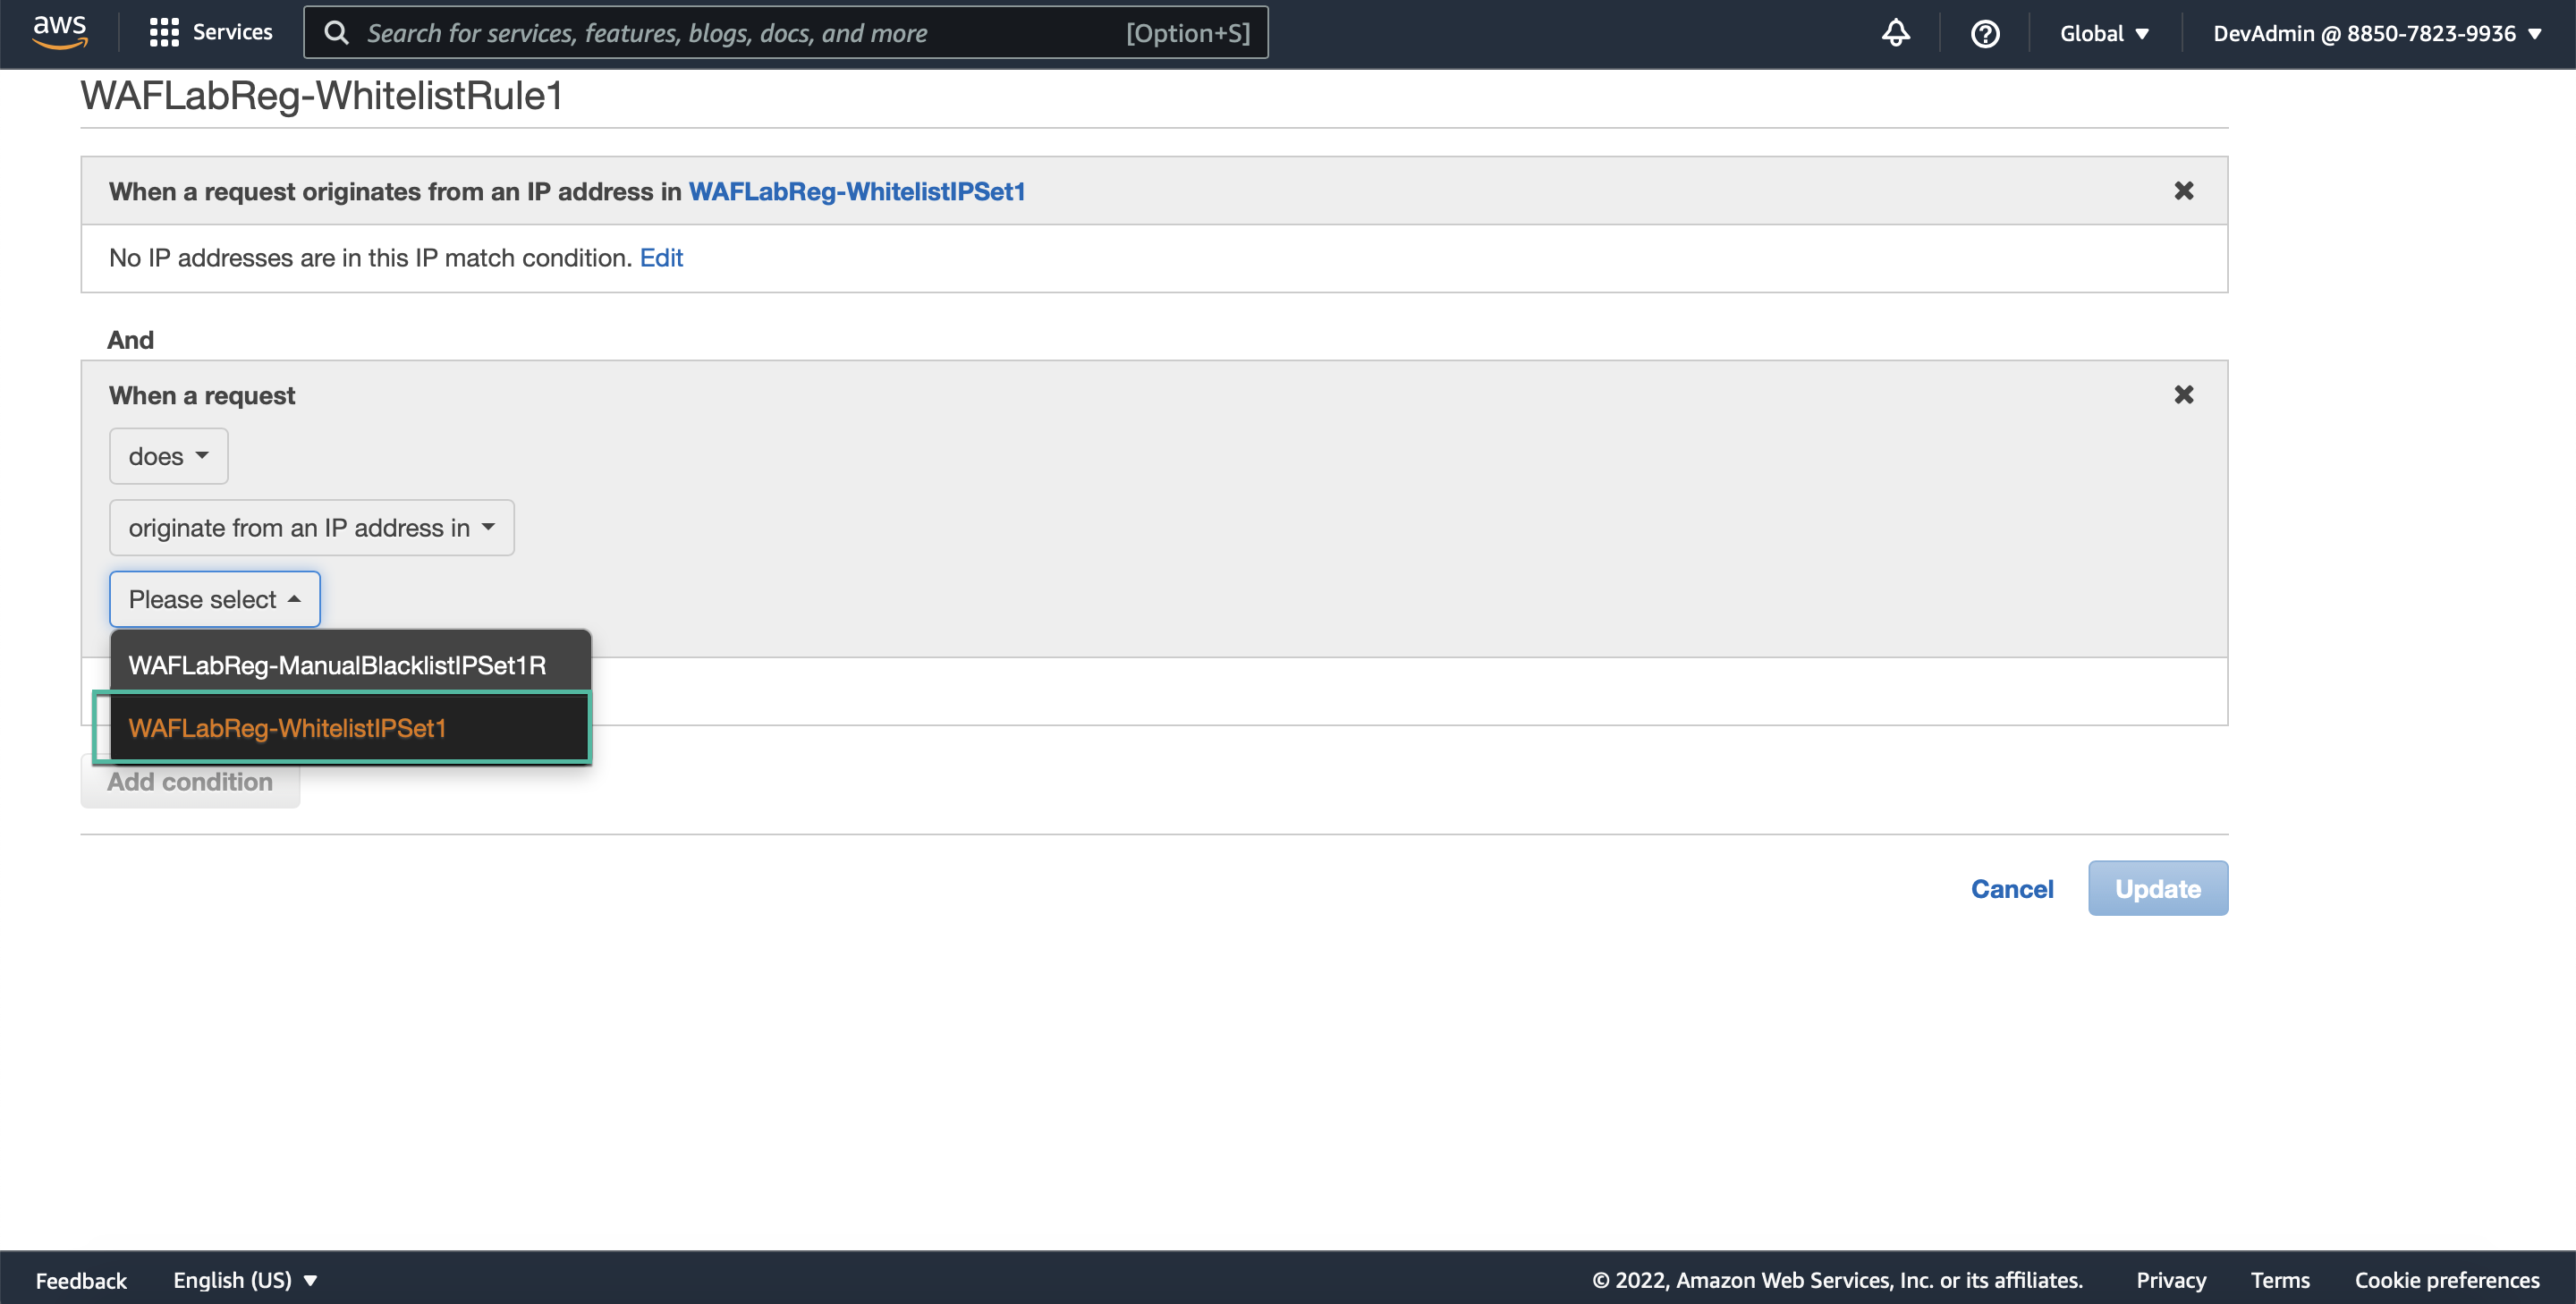 aws
Services
Search for services, features, blogs, docs, and more
[Option+S]
Global
DevAdmin @ 8850-7823-9936
WAFLabReg-WhitelistRule1
When a request originates from an IP address in WAFLabReg-WhitelistIPSet1
No IP addresses are in this IP match condition. Edit
And
When a request
does
originate from an IP address in
Please select
WAFLabReg-ManualBlacklistIPSet1R
WAFLabReg-WhitelistIPSet1
Add condition
Cancel
Update
Feedback
English (US)
© 2022, Amazon Web Services, Inc. or its affiliates.
Privacy
Terms
Cookie preferences